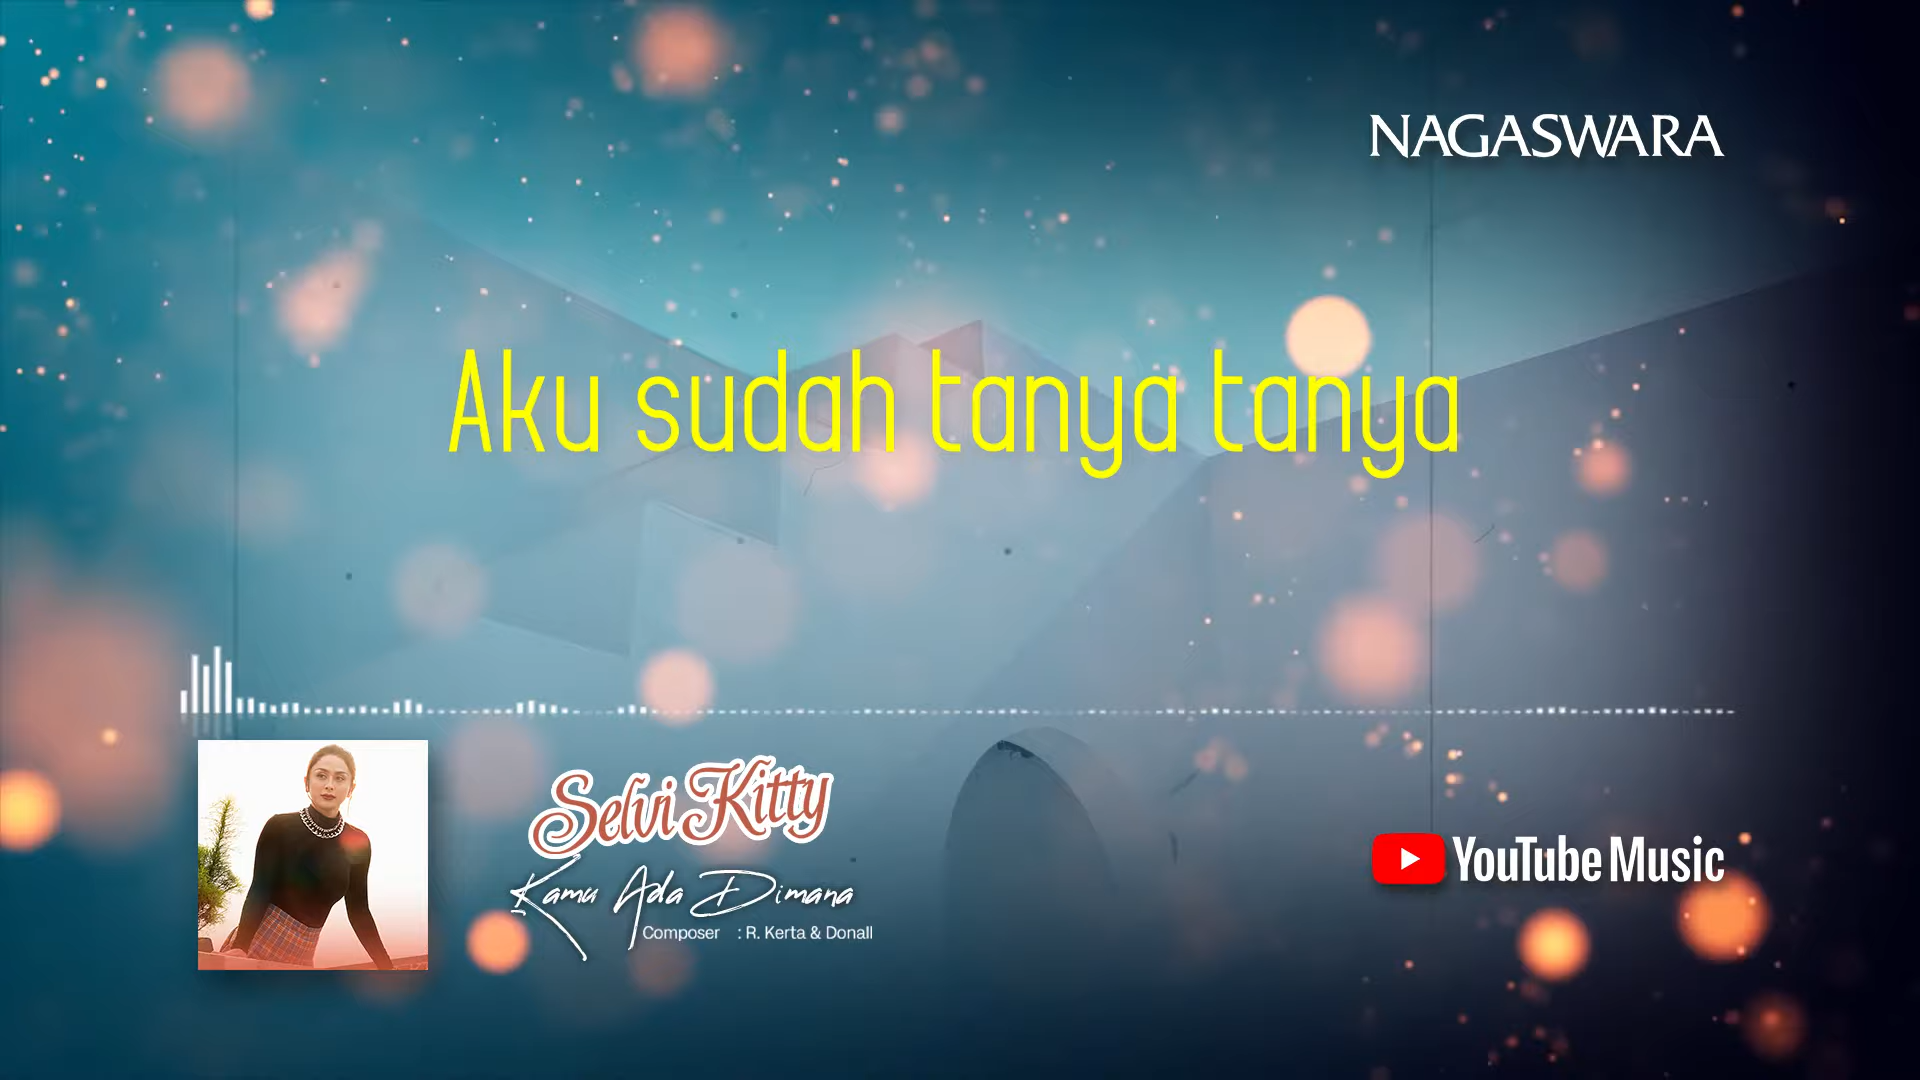 NAGASWARA
Aku sudah tanya tanya
Selvi Kitty
Kamu Ada Dimana
Composer : R. Kerta & Donall
YouTube Music